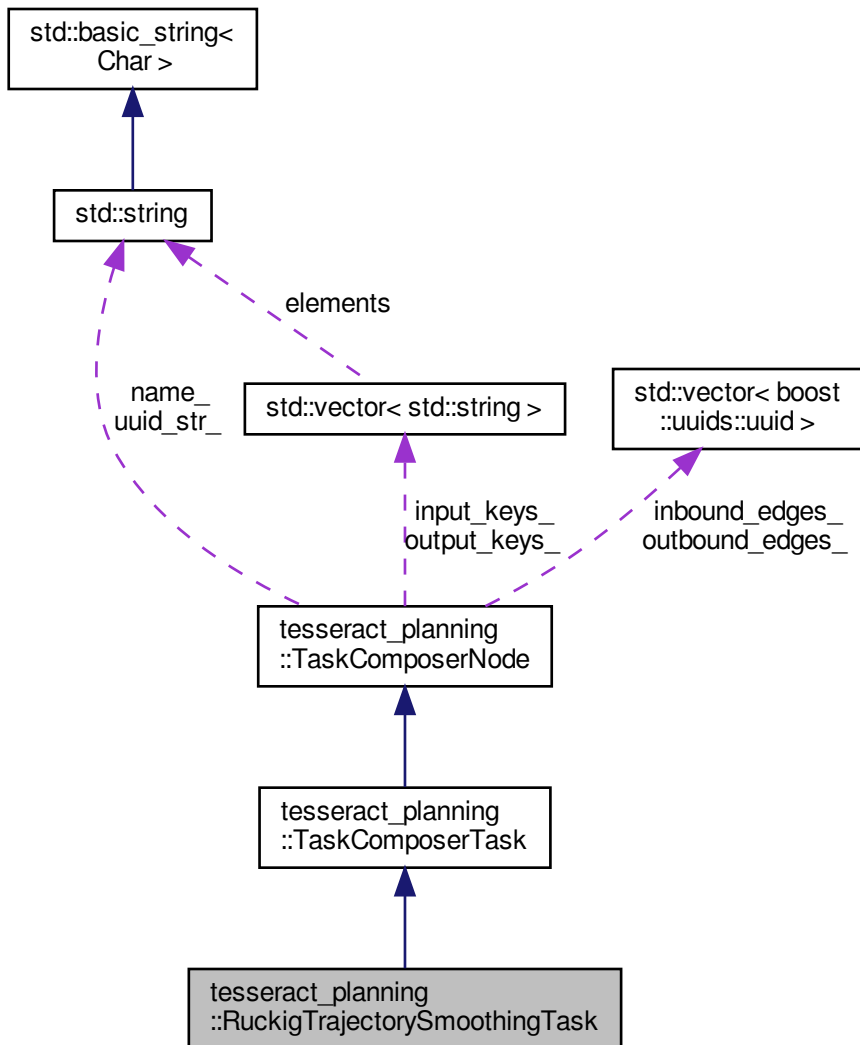 std::basic_string<
Char >
std::string
elements
name_
uuid_str_
std::vector< std::string >
std::vector< boost
::uuids::uuid >
input_keys_
output_keys_
inbound_edges_
outbound_edges_
tesseract_planning
::TaskComposerNode
tesseract_planning
::TaskComposerTask
tesseract_planning
::RuckigTrajectorySmoothingTask